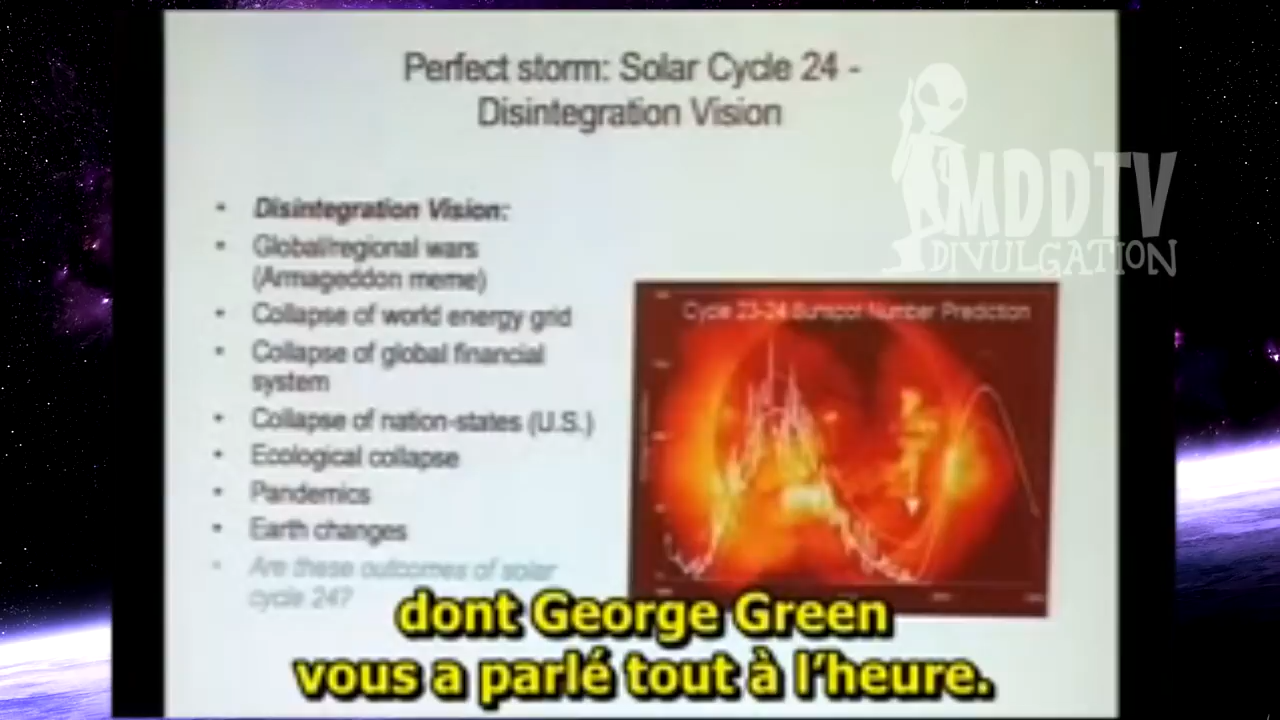 Perfect storm: Solar Cycle 24 -
Disintegration Vision
MDDTV
DIVULGATION
• Disintegration Vision:
• Global/regional wars
(Armageddon meme)
• Collapse of world energy grid
• Collapse of global financial
system
• Collapse of nation-states (U.S.)
• Ecological collapse
• Pandemics
• Earth changes
• Are these outcomes of solar
cycle 24?
Cycle 23-24 Sunspot Number Prediction
dont George Green
vous a parlé tout à l'heure.